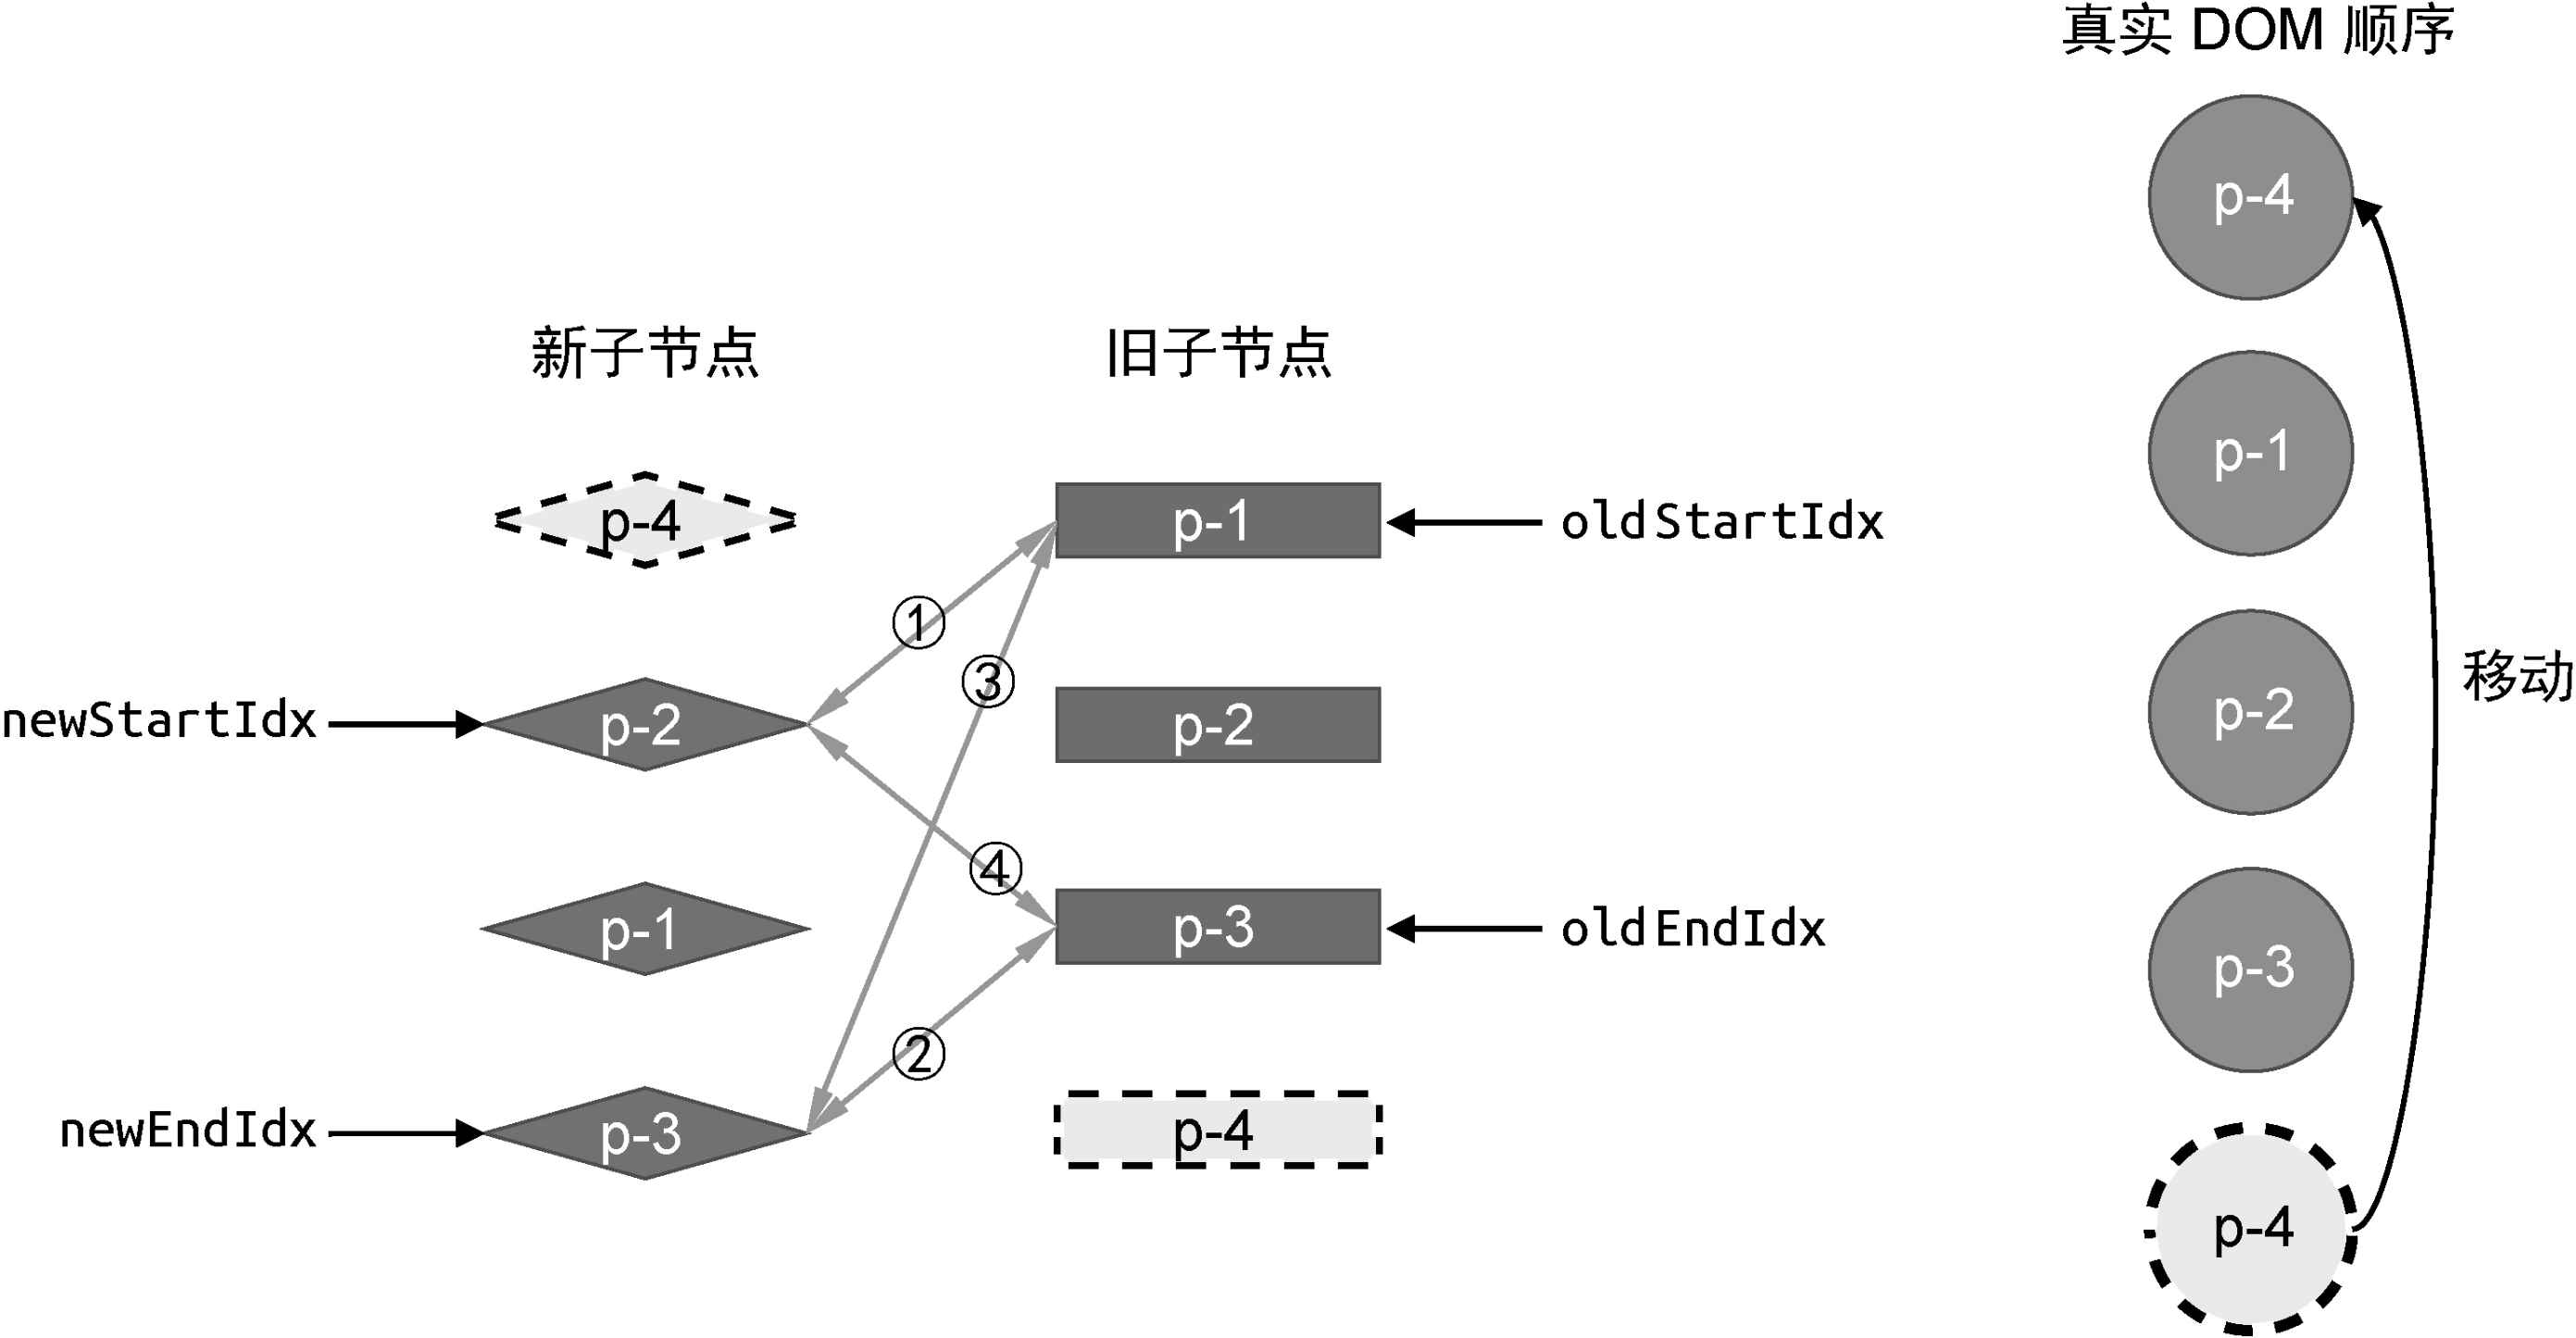 真实 DOM 顺序
p-4
新子节点 旧子节点
p-1
p-4 p-1 oldStartIdx
①
③
移动
newStartIdx p-2 p-2 p-2
④
p-1 p-3 oldEndIdx
p-3
②
newEndIdx p-3 p-4
p-4